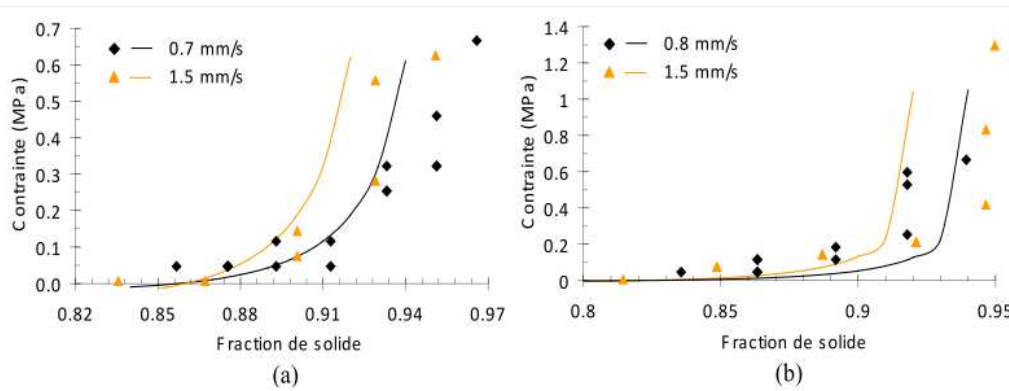 0.7
0.6
0.5
0.4
0.3
0.2
0.1
0.0
0.82
0.85
0.88
0.91
0.94
0.97
Contrainte (MPa)
Fraction de solide
0.7 mm/s
1.5 mm/s
(a)
1.4
1.2
1
0.8
0.6
0.4
0.2
0
0.8
0.85
0.9
0.95
Contrainte (MPa)
Fraction de solide
0.8 mm/s
1.5 mm/s
(b)